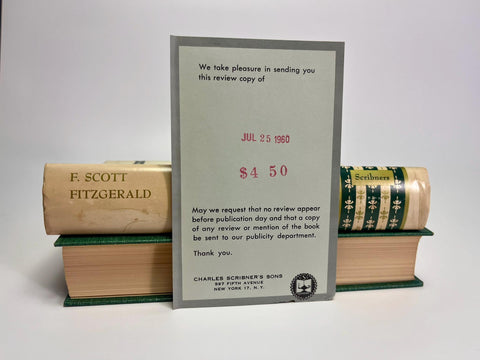 We take pleasure in sending you
this review copy of
JUL 25 1960
$4 50
F. SCOTT
FITZGERALD
Scribners
May we request that no review appear
before publication day and that a copy
of any review or mention of the book
be sent to our publicity department.
Thank you.
CHARLES SCRIBNER'S SONS
597 FIFTH AVENUE
NEW YORK 17, N. Y.